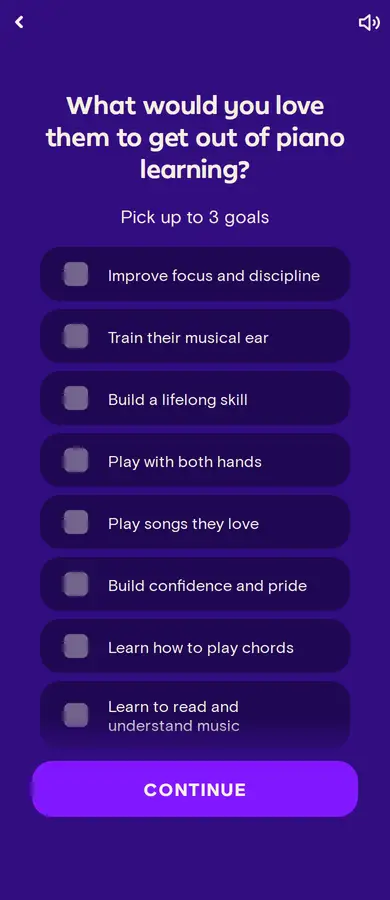 What would you love
them to get out of piano
learning?
Pick up to 3 goals
Improve focus and discipline
Train their musical ear
Build a lifelong skill
Play with both hands
Play songs they love
Build confidence and pride
Learn how to play chords
Learn to read and
understand music
CONTINUE